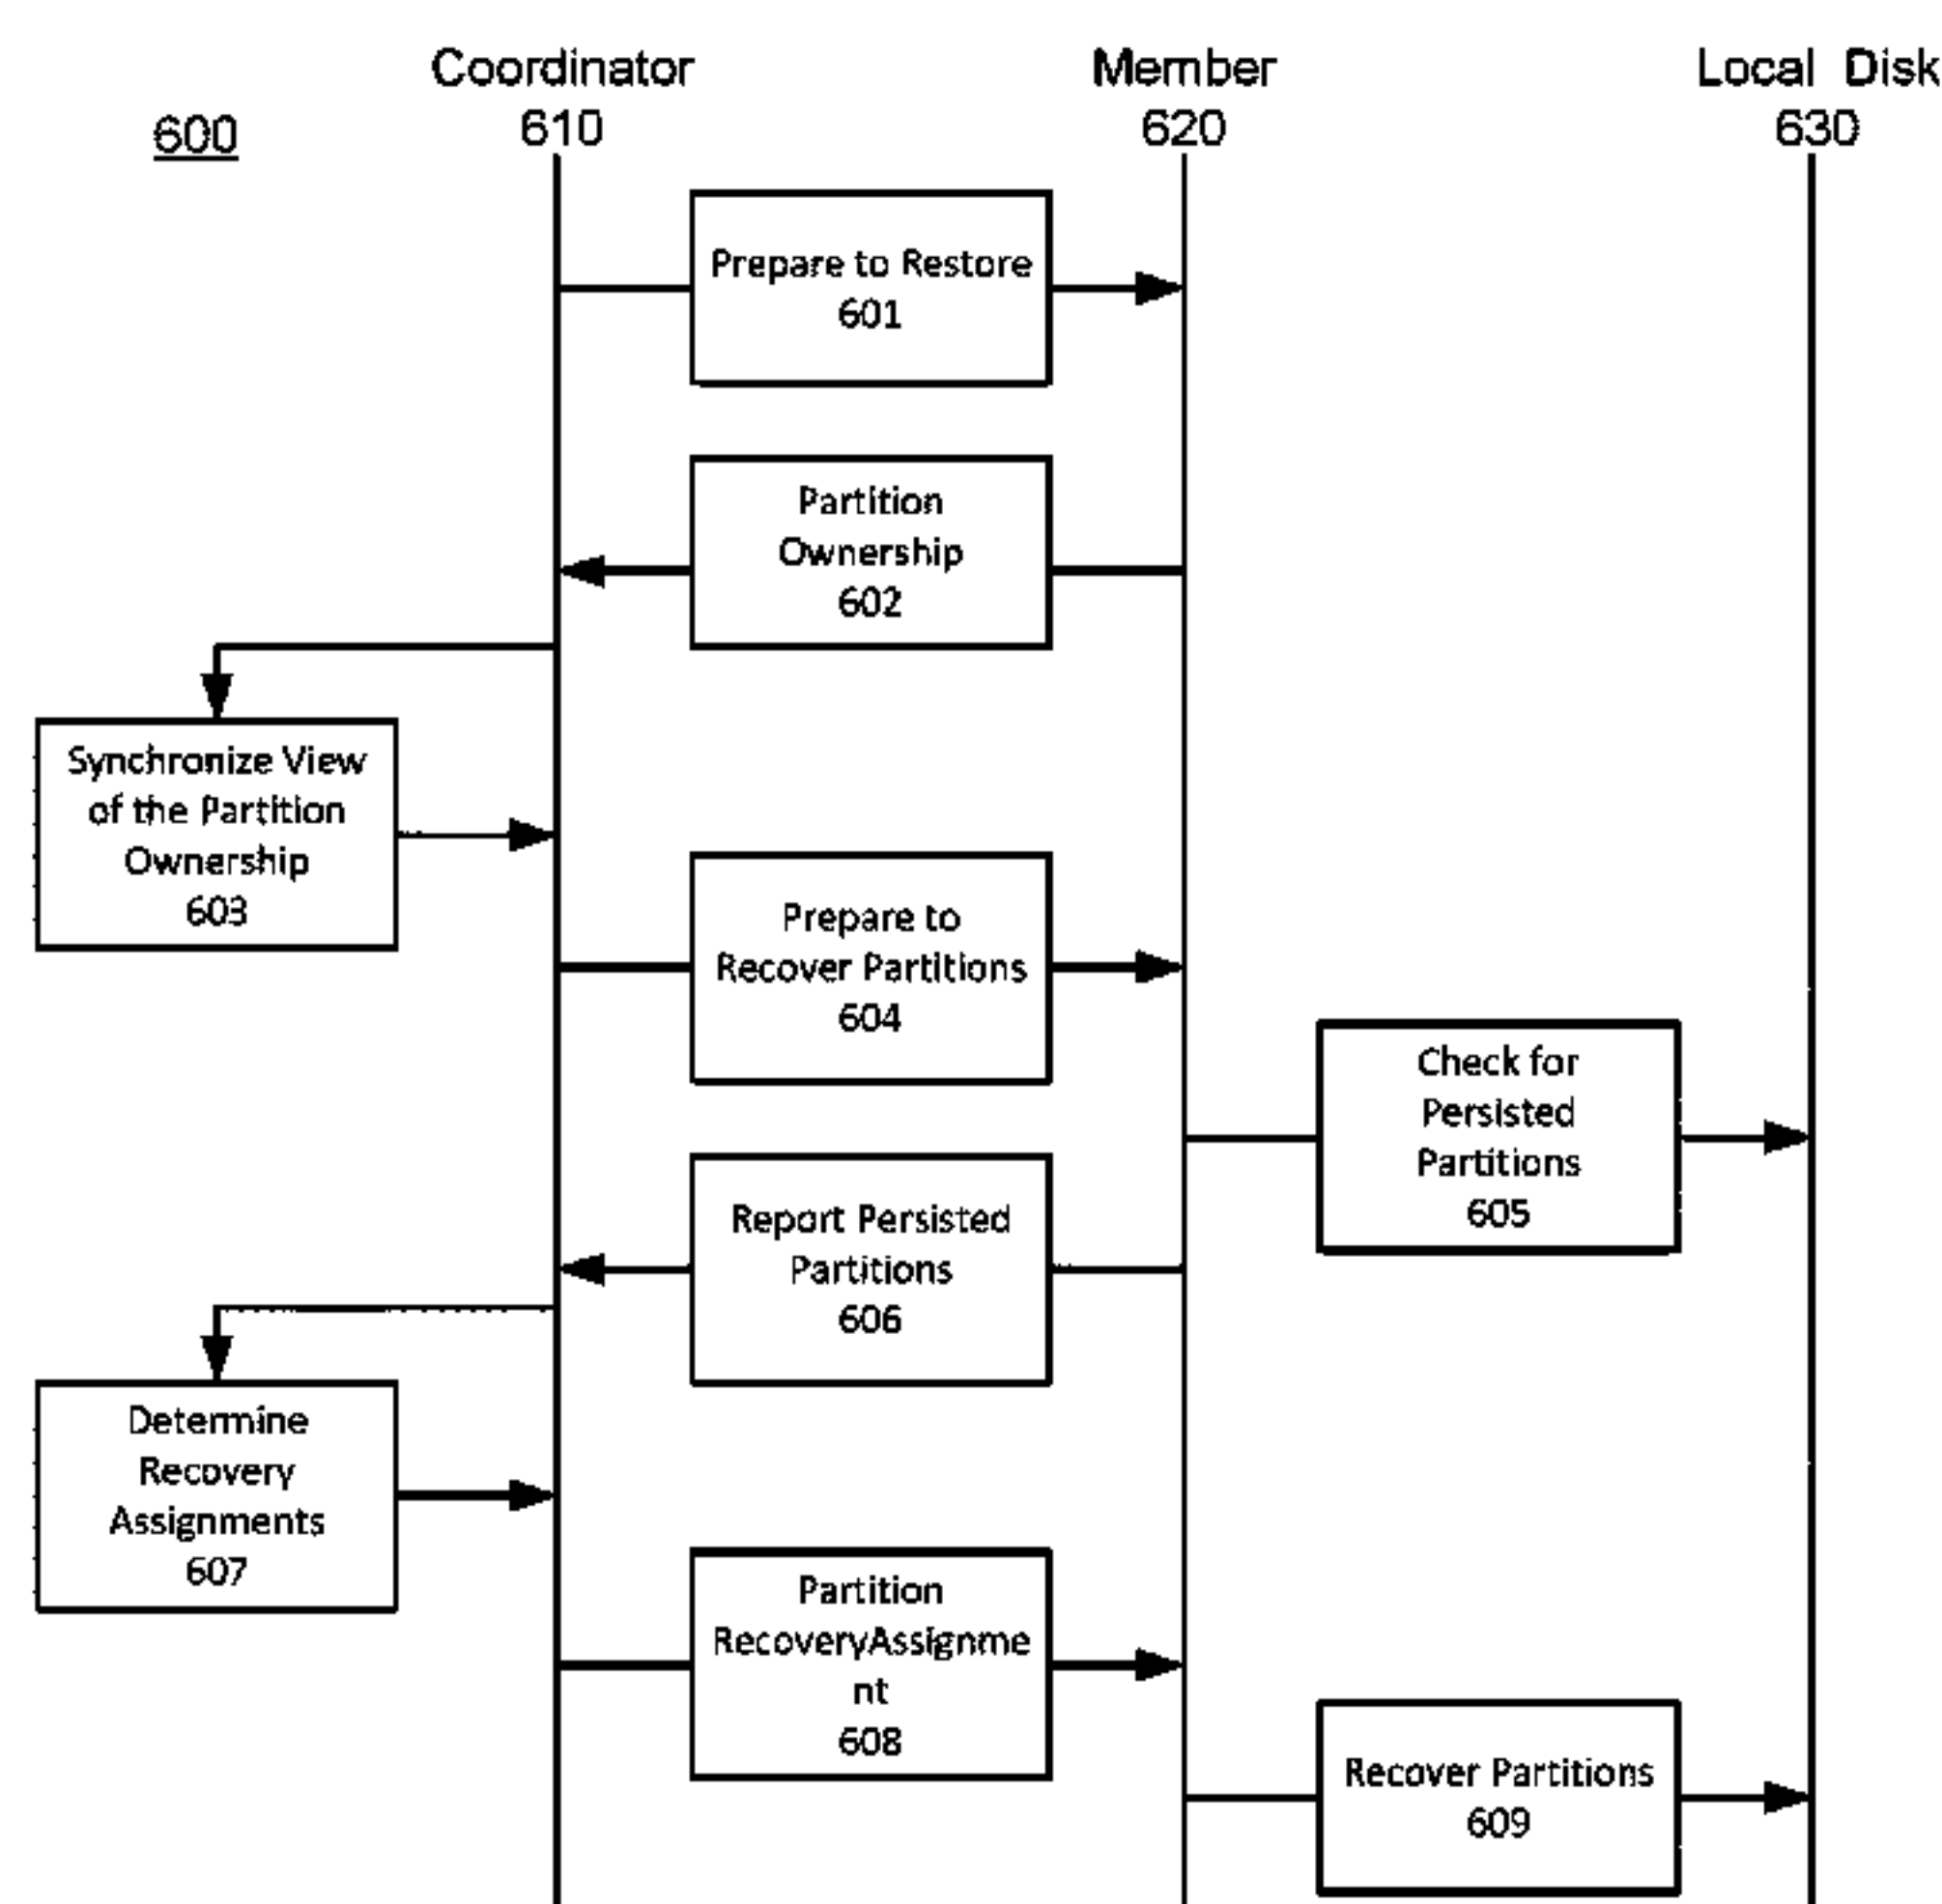 Coordinator
610
Member
620
Local Disk
630
600
Prepare to Restore
601
Partition
Ownership
602
Synchronize View
of the Partition
Ownership
603
Prepare to
Recover Partitions
604
Check for
Persisted
Partitions
605
Report Persisted
Partitions
606
Determine
Recovery
Assignments
607
Partition
RecoveryAssignme
nt
608
Recover Partitions
609